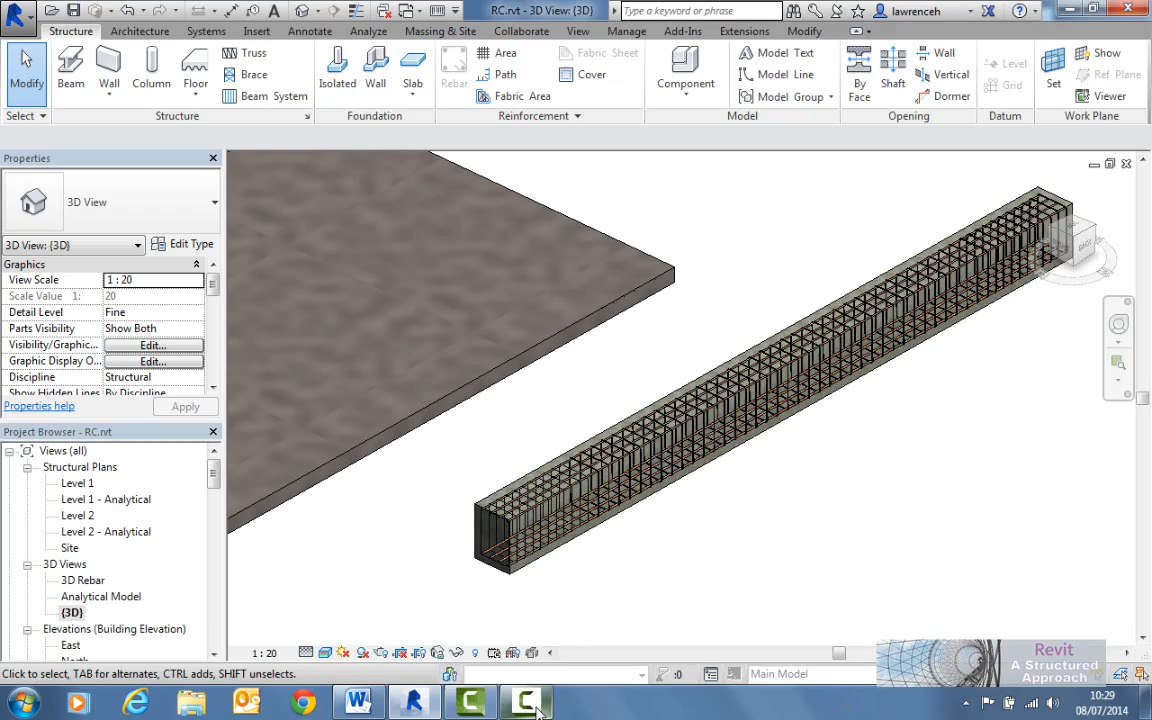 RC.rvt - 3D View: {3D}
Type a keyword or phrase
lawrenceh
Structure Architecture Systems Insert Annotate Analyze Massing & Site Collaborate View Manage Add-Ins Extensions Modify
Modify
Beam
Wall
Column
Floor
Truss
Brace
Beam System
Isolated
Wall
Slab
Rebar
Area
Path
Fabric Area
Fabric Sheet
Cover
Component
Model Text
Model Line
Model Group
By Face
Shaft
Wall
Vertical
Dormer
Level
Grid
Set
Show
Ref Plane
Viewer
Select Structure Foundation Reinforcement Model Opening Datum Work Plane
Properties
3D View
3D View: {3D}
Edit Type
Graphics
View Scale 1 : 20
Scale Value 1: 20
Detail Level Fine
Parts Visibility Show Both
Visibility/Graphic... Edit...
Graphic Display O... Edit...
Discipline Structural
Show Hidden Lines By Discipline
Properties help
Apply
Project Browser - RC.rvt
Views (all)
Structural Plans
Level 1
Level 1 - Analytical
Level 2
Level 2 - Analytical
Site
3D Views
3D Rebar
Analytical Model
{3D}
Elevations (Building Elevation)
East
1 : 20
Click to select, TAB for alternates, CTRL adds, SHIFT unselects.
:0
Main Model
Revit
A Structured
Approach
10:29
08/07/2014